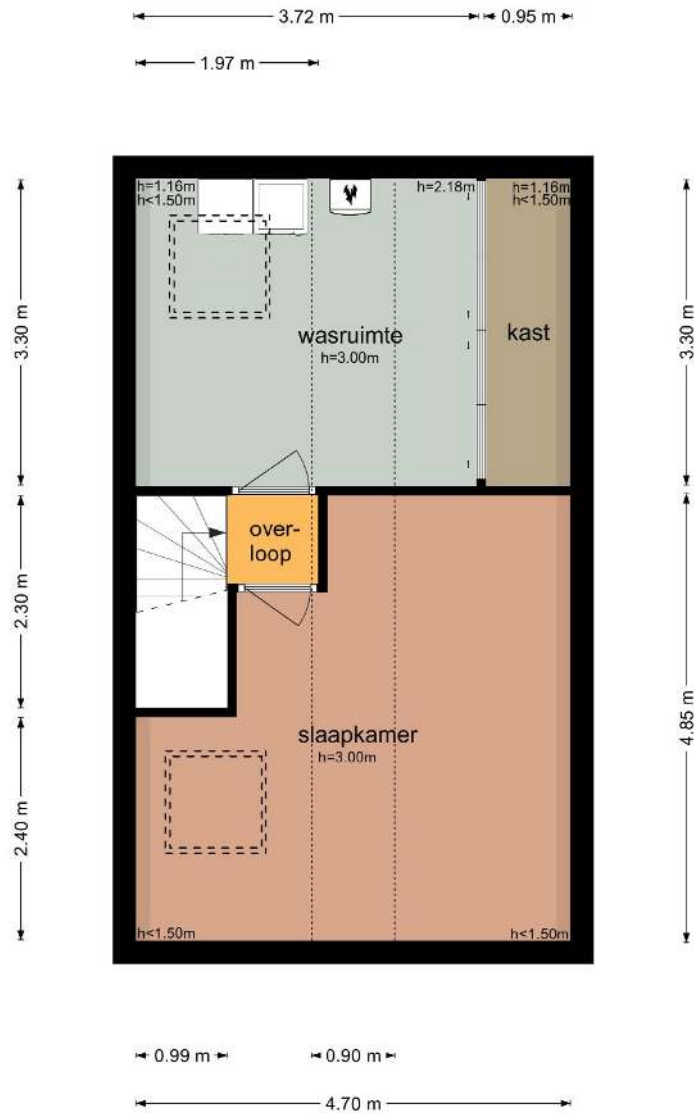 3.72 m
0.95 m
1.97 m
h=1.16m
h<1.50m
h=2.18m
h=1.16m
h<1.50m
3.30 m
3.30 m
wasruimte
h=3.00m
kast
over-
loop
2.30 m
4.85 m
slaapkamer
h=3.00m
2.40 m
h<1.50m
h<1.50m
0.99 m
0.90 m
4.70 m